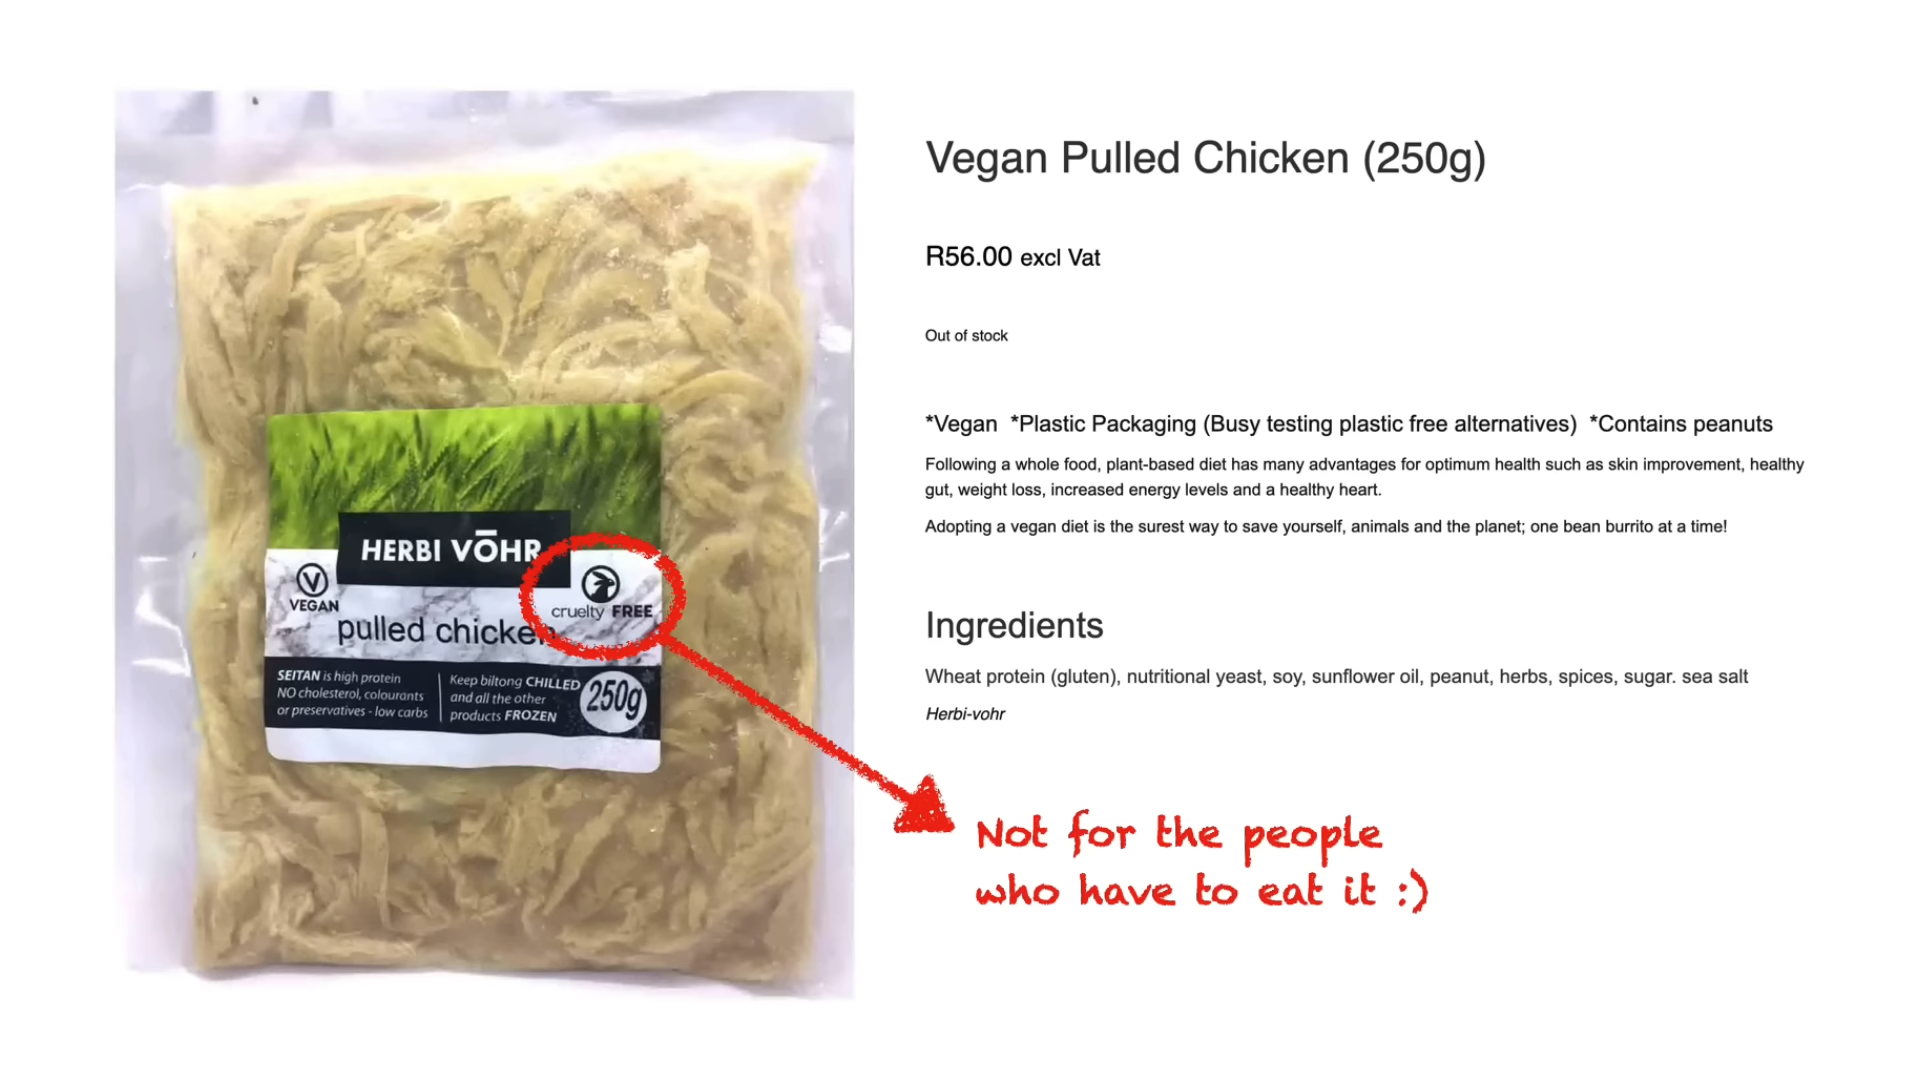 Vegan Pulled Chicken (250g)
R56.00 excl Vat
Out of stock
*Vegan *Plastic Packaging (Busy testing plastic free alternatives) *Contains peanuts
Following a whole food, plant-based diet has many advantages for optimum health such as skin improvement, healthy
gut, weight loss, increased energy levels and a healthy heart.
Adopting a vegan diet is the surest way to save yourself, animals and the planet; one bean burrito at a time!
Ingredients
Wheat protein (gluten), nutritional yeast, soy, sunflower oil, peanut, herbs, spices, sugar. sea salt
Herbi-vohr
HERBI VŌHR
V
VEGAN
cruelty FREE
pulled chicken
SEITAN is high protein
NO cholesterol, colourants
or preservatives - low carbs
Keep biltong CHILLED
and all the other
products FROZEN
250g
Not for the people
who have to eat it :)